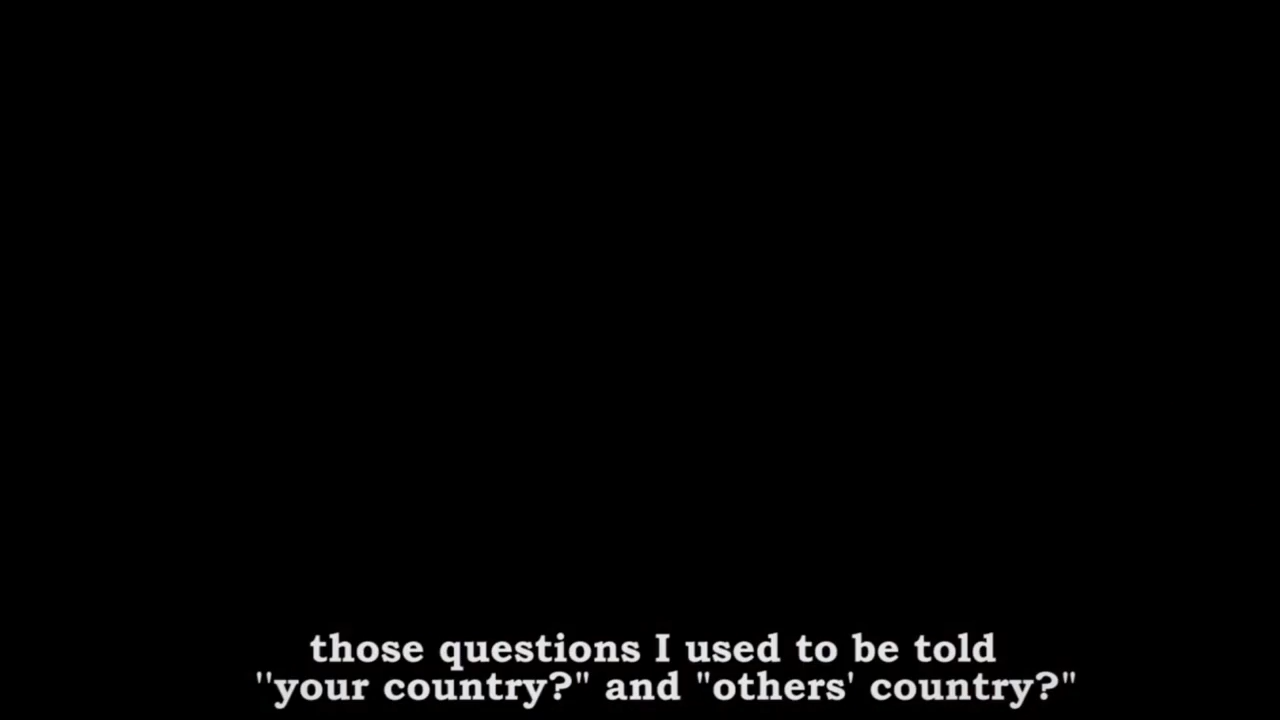 those questions I used to be told
"your country?" and "others' country?"